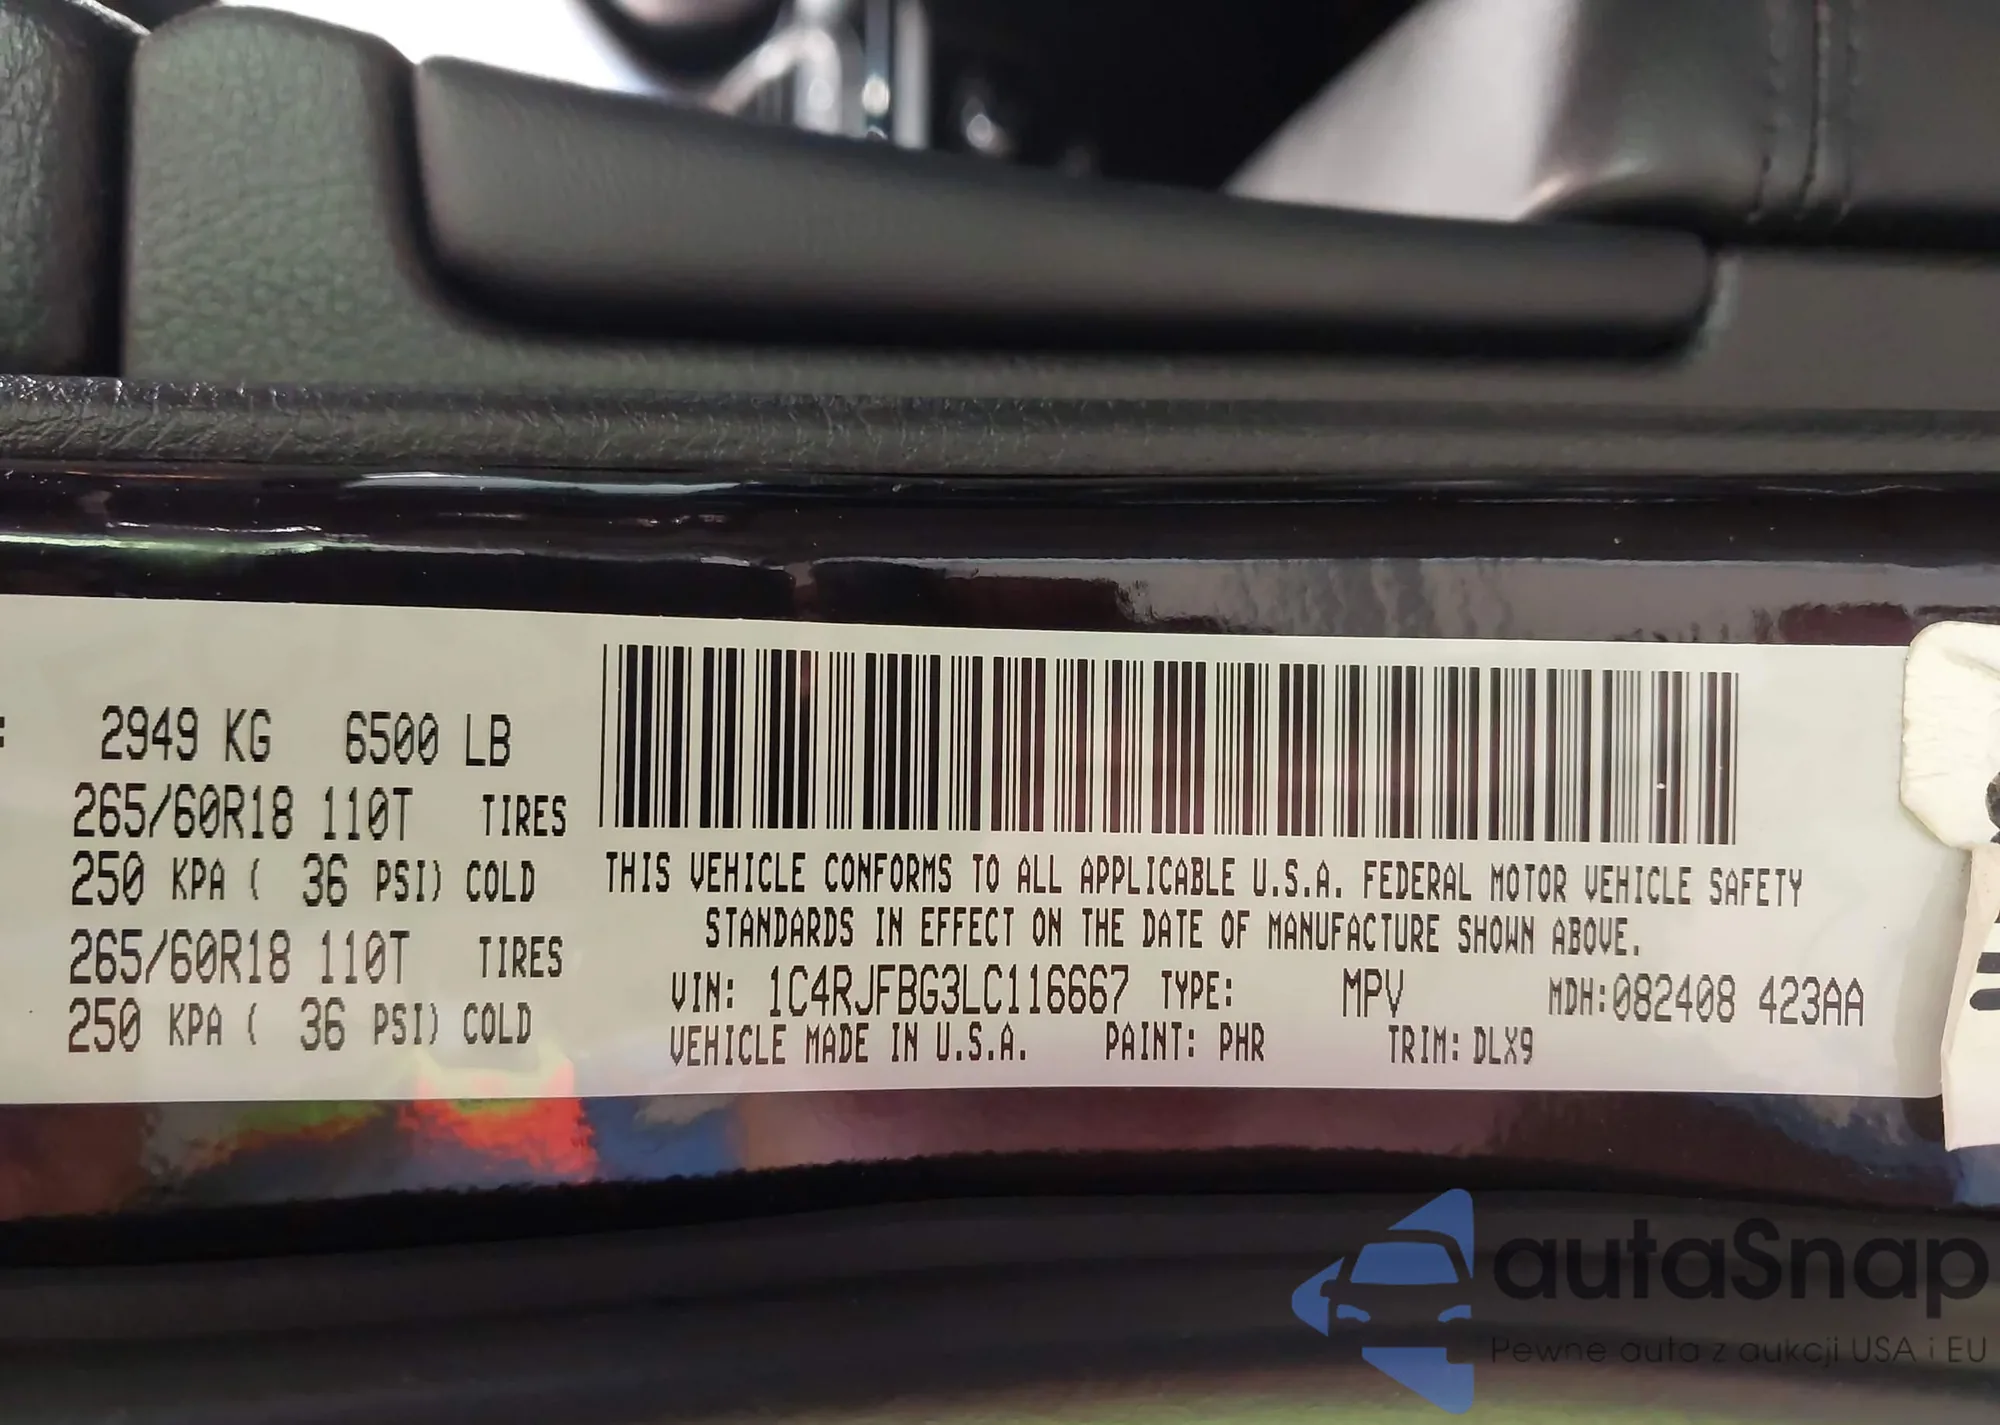 : 2949 KG 6500 LB
265/60R18 110T TIRES
250 KPA ( 36 PSI) COLD
265/60R18 110T TIRES
250 KPA ( 36 PSI) COLD
THIS VEHICLE CONFORMS TO ALL APPLICABLE U.S.A. FEDERAL MOTOR VEHICLE SAFETY
STANDARDS IN EFFECT ON THE DATE OF MANUFACTURE SHOWN ABOVE.
VIN: 1C4RJFBG3LC116667 TYPE: MPV MDH:082408 423AA
VEHICLE MADE IN U.S.A. PAINT: PHR TRIM: DLX9
autaSnap
Pewne auta z aukcji USA i EU